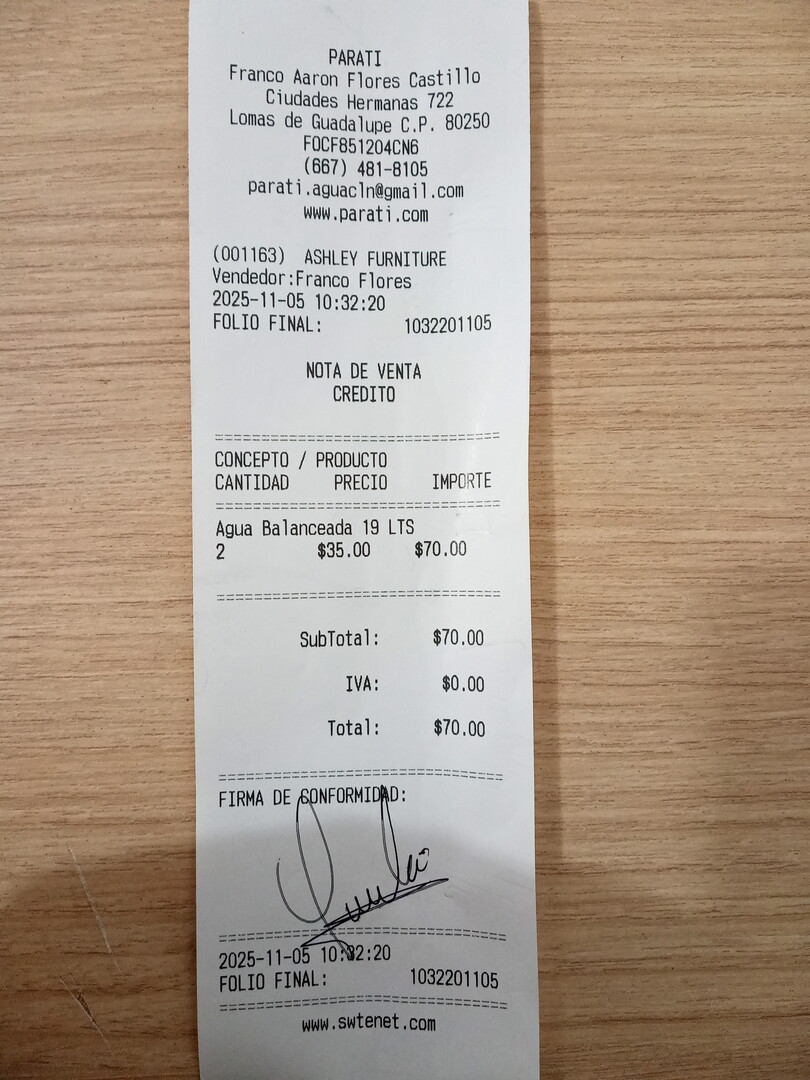 PARATI
Franco Aaron Flores Castillo
Ciudades Hermanas 722
Lomas de Guadalupe C.P. 80250
FOCF851204CN6
(667) 481-8105
parati.aguacln@gmail.com
www.parati.com
(001163) ASHLEY FURNITURE
Vendedor:Franco Flores
2025-11-05 10:32:20
FOLIO FINAL: 1032201105
NOTA DE VENTA
CREDITO
CONCEPTO / PRODUCTO
CANTIDAD PRECIO IMPORTE
Agua Balanceada 19 LTS
2 $35.00 $70.00
SubTotal: $70.00
IVA: $0.00
Total: $70.00
FIRMA DE CONFORMIDAD:
2025-11-05 10:32:20
FOLIO FINAL: 1032201105
www.swtenet.com